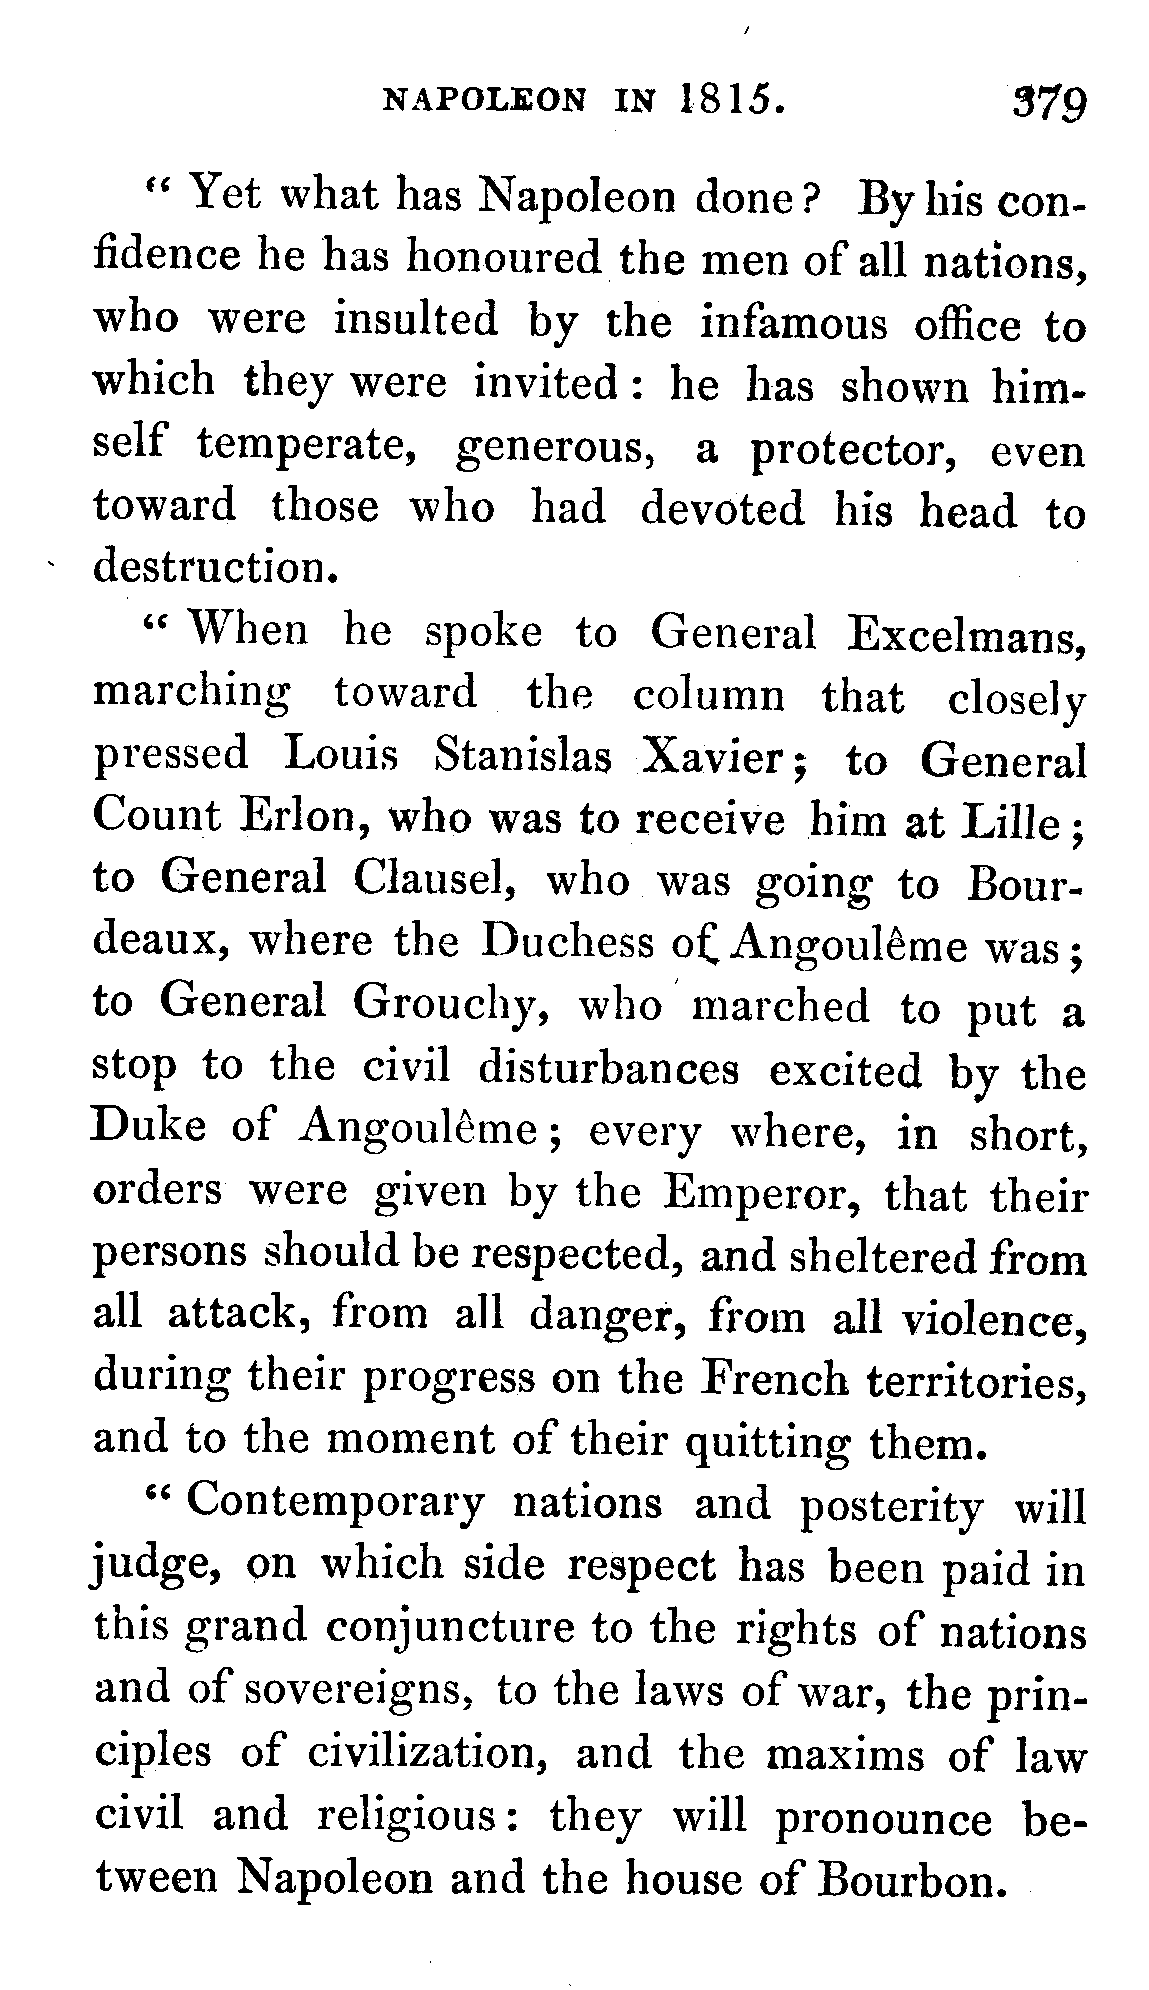 NAPOLEON IN 1815. 379
“ Yet what has Napoleon done? By his con-
fidence he has honoured the men of all nations,
who were insulted by the infamous office to
which they were invited: he has shown him-
self temperate, generous, a protector, even
toward those who had devoted his head to
destruction.
“ When he spoke to General Excelmans,
marching toward the column that closely
pressed Louis Stanislas Xavier; to General
Count Erlon, who was to receive him at Lille;
to General Clausel, who was going to Bour-
deaux, where the Duchess of Angoulême was;
to General Grouchy, who marched to put a
stop to the civil disturbances excited by the
Duke of Angoulême; every where, in short,
orders were given by the Emperor, that their
persons should be respected, and sheltered from
all attack, from all danger, from all violence,
during their progress on the French territories,
and to the moment of their quitting them.
“ Contemporary nations and posterity will
judge, on which side respect has been paid in
this grand conjuncture to the rights of nations
and of sovereigns, to the laws of war, the prin-
ciples of civilization, and the maxims of law
civil and religious: they will pronounce be-
tween Napoleon and the house of Bourbon.